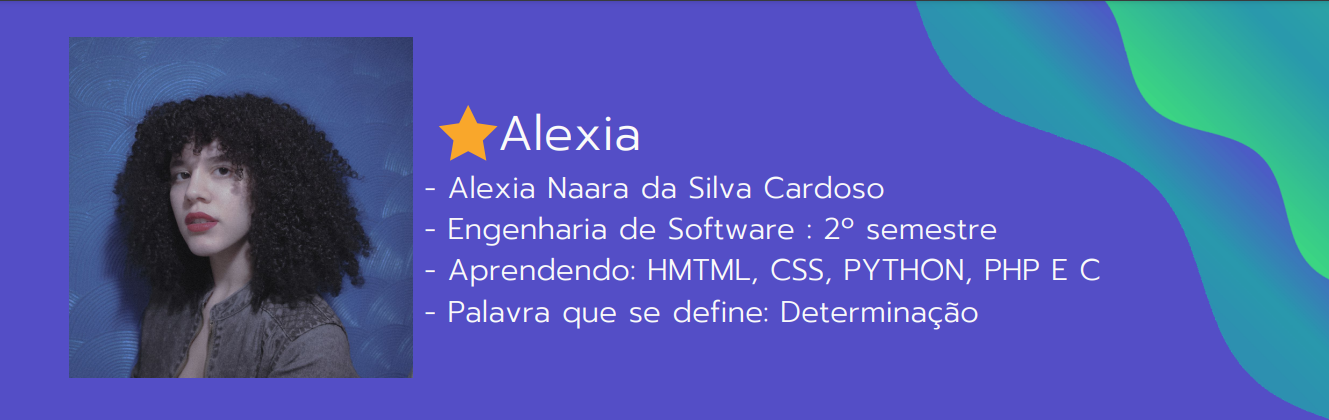 Alexia
- Alexia Naara da Silva Cardoso
- Engenharia de Software : 2º semestre
- Aprendendo: HMTML, CSS, PYTHON, PHP E C
- Palavra que se define: Determinação